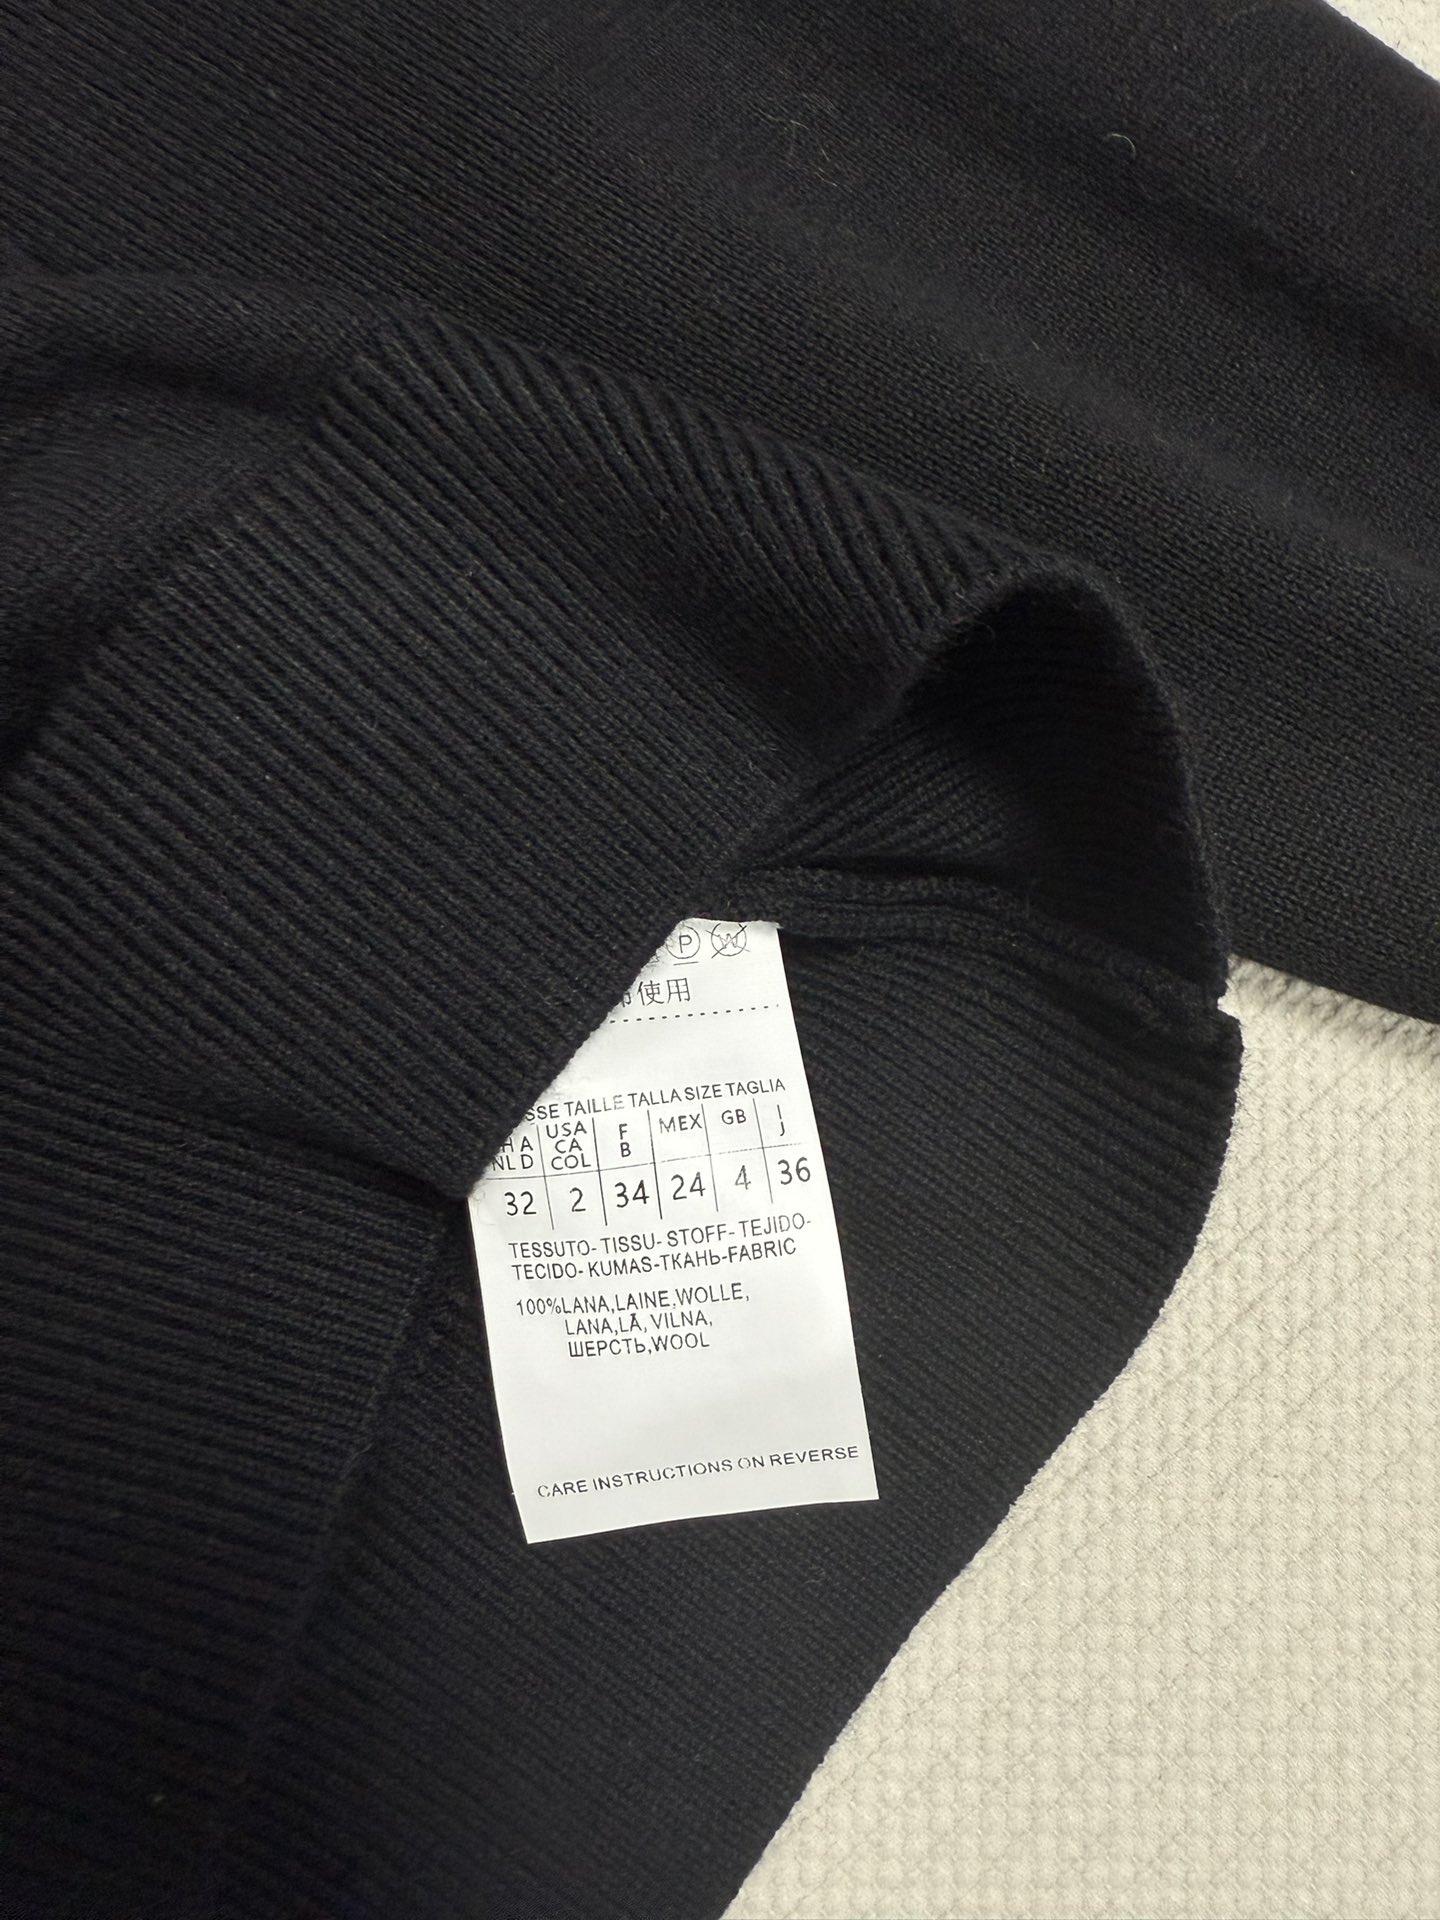 P W
使用
SSE TAILLE TALLA SIZE TAGLIA
H A NL D USA CA COL F B MEX GB I J
32 2 34 24 4 36
TESSUTO-TISSU-STOFF-TEJIDO-
TECIDO-KUMAS-ТКАНЬ-FABRIC
100%LANA,LAINE,WOLLE,
LANA,LÃ,VILNA,
ШЕРСТЬ,WOOL
CARE INSTRUCTIONS ON REVERSE